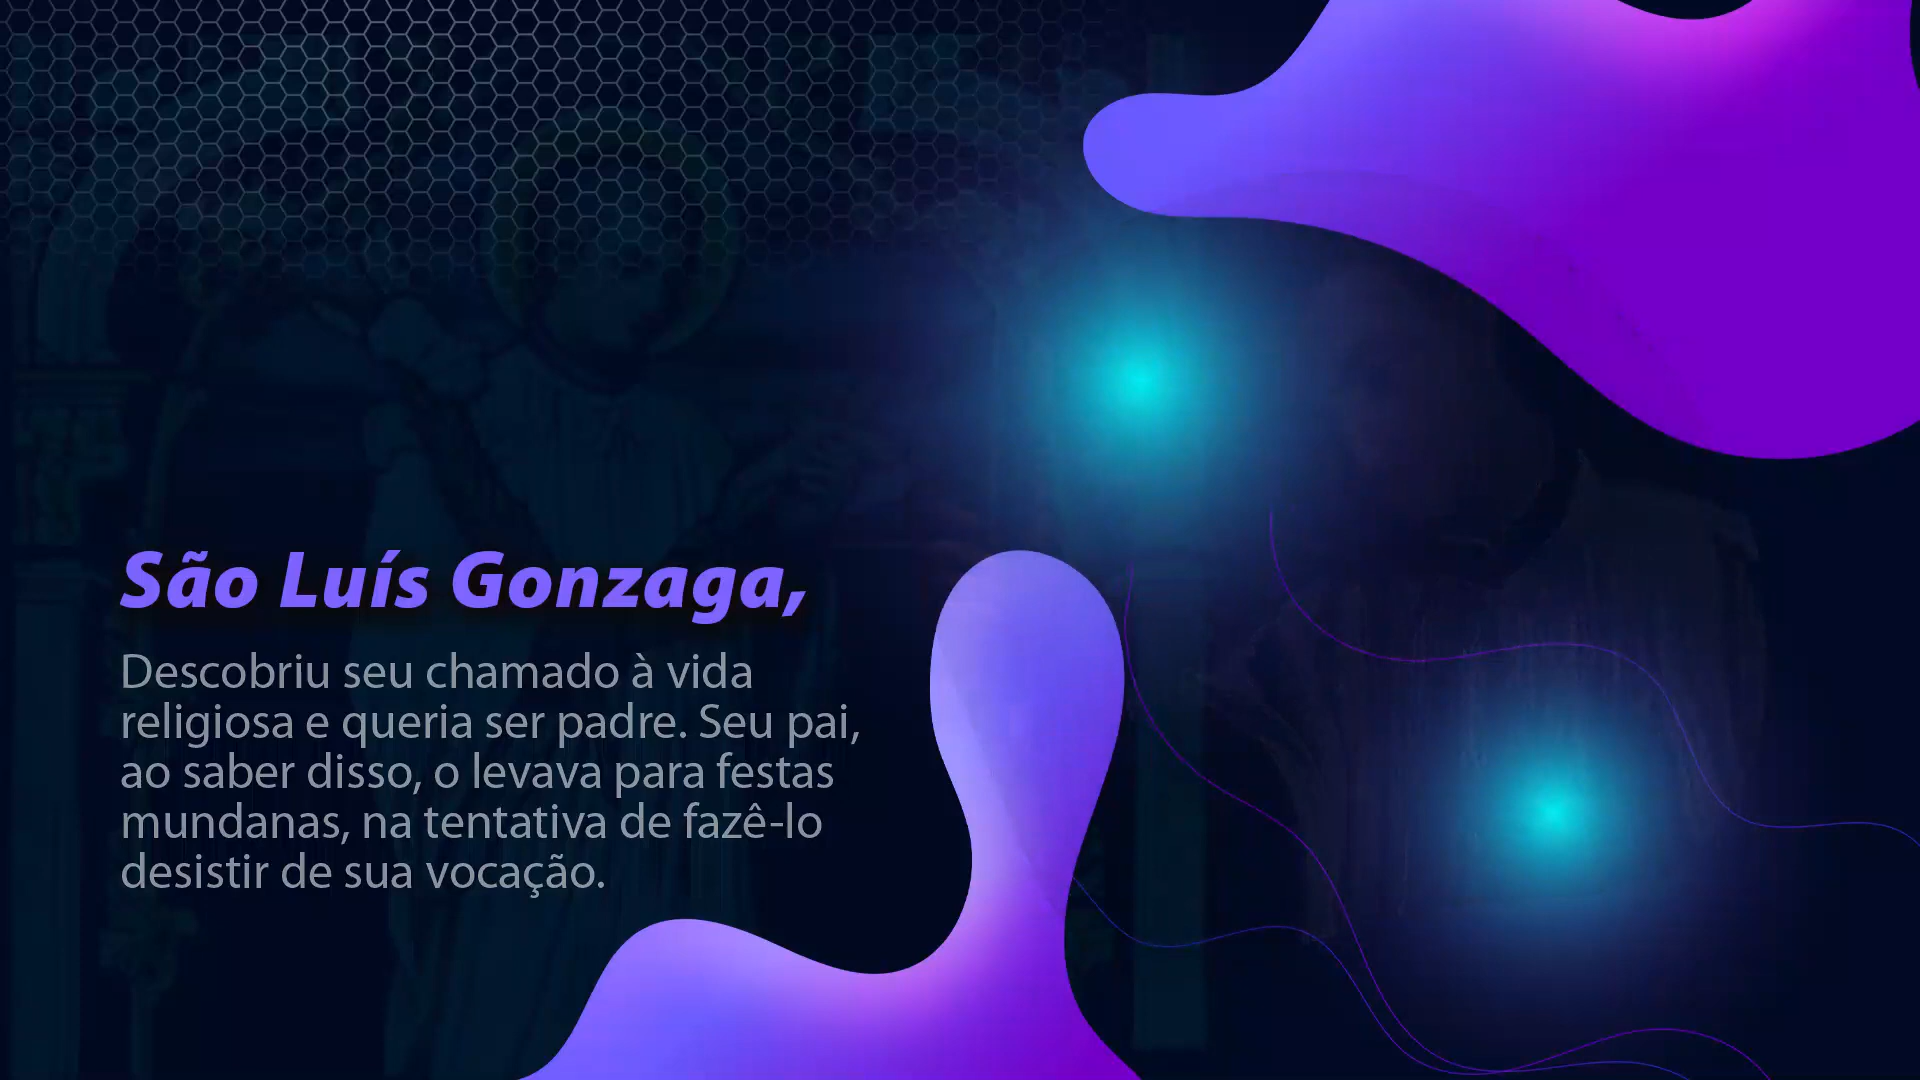 São Luís Gonzaga,
Descobriu seu chamado à vida
religiosa e queria ser padre. Seu pai,
ao saber disso, o levava para festas
mundanas, na tentativa de fazê-lo
desistir de sua vocação.